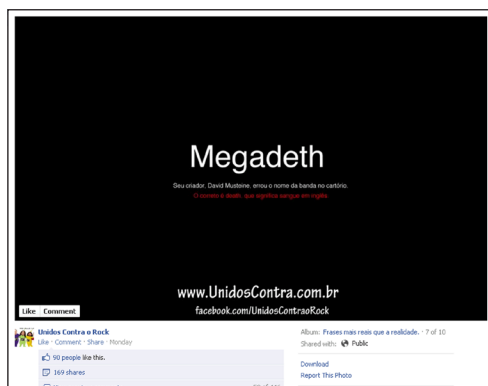 Megadeth
Seu criador, David Musteine, errou o nome da banda no cartório.
O correto é death, que significa sangue em inglês
www.UnidosContra.com.br
facebook.com/UnidosContraoRock
Like Comment
Unidos Contra o Rock
Like · Comment · Share · Monday
90 people like this.
169 shares
Album: Frases mais reais que a realidade. · 7 of 10
Shared with: Public
Download
Report This Photo